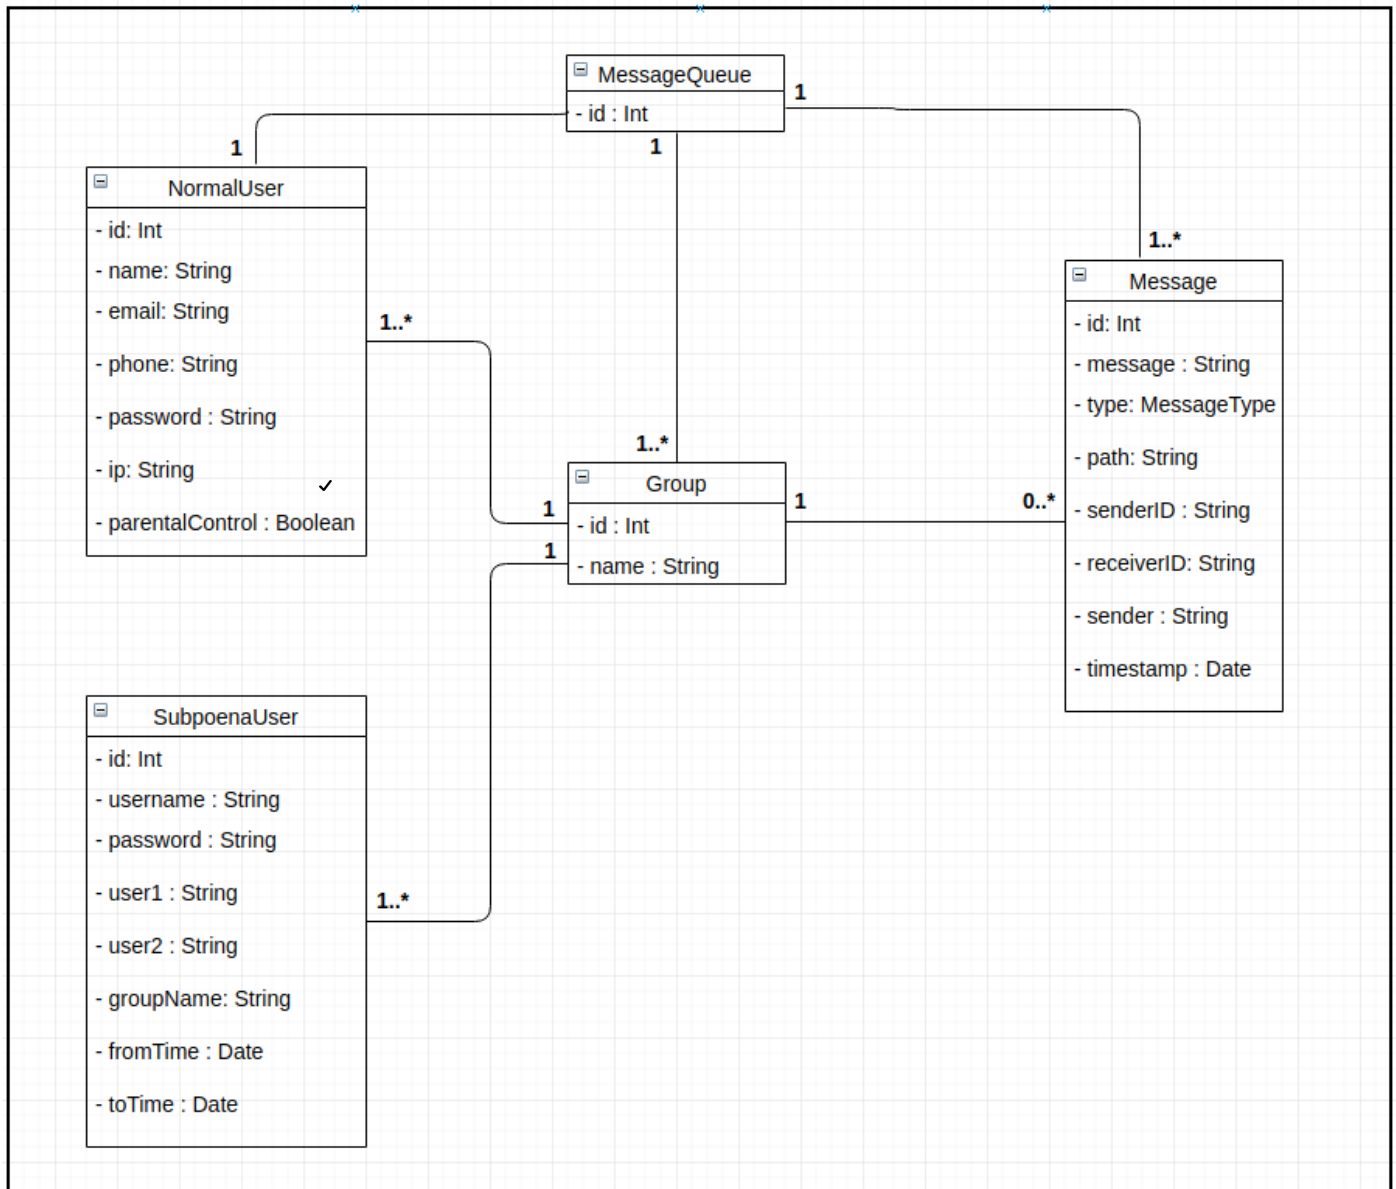 MessageQueue
- id : Int
1
1
1
NormalUser
- id: Int
- name: String
- email: String
- phone: String
- password : String
- ip: String
- parentalControl : Boolean
1..*
1..*
Message
- id: Int
- message : String
- type: MessageType
- path: String
- senderID : String
- receiverID: String
- sender : String
- timestamp : Date
1..*
Group
- id : Int
- name : String
1
1
1
0..*
SubpoenaUser
- id: Int
- username : String
- password : String
- user1 : String
- user2 : String
- groupName: String
- fromTime : Date
- toTime : Date
1..*